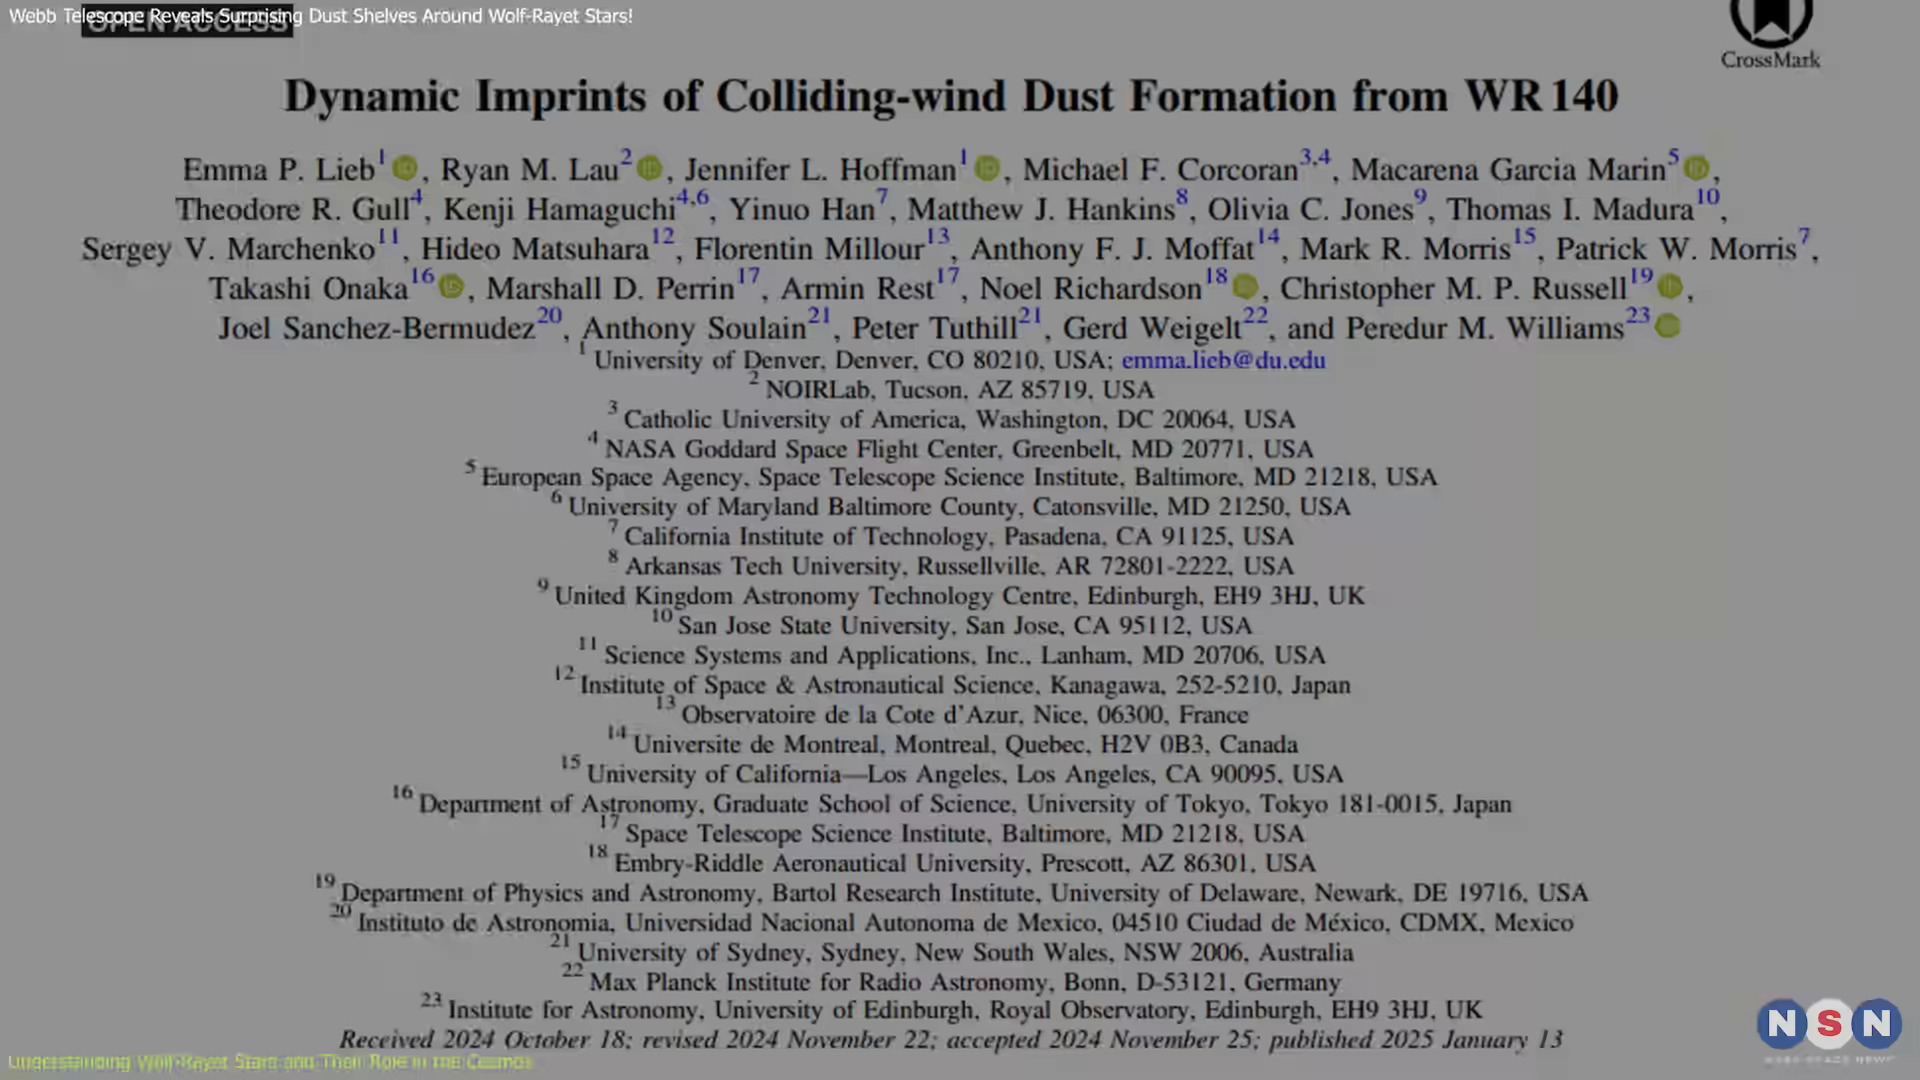 Webb Telescope Reveals Surprising Dust Shelves Around Wolf-Rayet Stars!
OPEN ACCESS
CrossMark
Dynamic Imprints of Colliding-wind Dust Formation from WR 140
Emma P. Lieb1, Ryan M. Lau2, Jennifer L. Hoffman1, Michael F. Corcoran3,4, Macarena Garcia Marin5,
Theodore R. Gull4, Kenji Hamaguchi4,6, Yinuo Han7, Matthew J. Hankins8, Olivia C. Jones9, Thomas I. Madura10,
Sergey V. Marchenko11, Hideo Matsuhara12, Florentin Millour13, Anthony F. J. Moffat14, Mark R. Morris15, Patrick W. Morris7,
Takashi Onaka16, Marshall D. Perrin17, Armin Rest17, Noel Richardson18, Christopher M. P. Russell19,
Joel Sanchez-Bermudez20, Anthony Soulain21, Peter Tuthill21, Gerd Weigelt22, and Peredur M. Williams23
1 University of Denver, Denver, CO 80210, USA; emma.lieb@du.edu
2 NOIRLab, Tucson, AZ 85719, USA
3 Catholic University of America, Washington, DC 20064, USA
4 NASA Goddard Space Flight Center, Greenbelt, MD 20771, USA
5 European Space Agency, Space Telescope Science Institute, Baltimore, MD 21218, USA
6 University of Maryland Baltimore County, Catonsville, MD 21250, USA
7 California Institute of Technology, Pasadena, CA 91125, USA
8 Arkansas Tech University, Russellville, AR 72801-2222, USA
9 United Kingdom Astronomy Technology Centre, Edinburgh, EH9 3HJ, UK
10 San Jose State University, San Jose, CA 95112, USA
11 Science Systems and Applications, Inc., Lanham, MD 20706, USA
12 Institute of Space & Astronautical Science, Kanagawa, 252-5210, Japan
13 Observatoire de la Cote d'Azur, Nice, 06300, France
14 Universite de Montreal, Montreal, Quebec, H2V 0B3, Canada
15 University of California—Los Angeles, Los Angeles, CA 90095, USA
16 Department of Astronomy, Graduate School of Science, University of Tokyo, Tokyo 181-0015, Japan
17 Space Telescope Science Institute, Baltimore, MD 21218, USA
18 Embry-Riddle Aeronautical University, Prescott, AZ 86301, USA
19 Department of Physics and Astronomy, Bartol Research Institute, University of Delaware, Newark, DE 19716, USA
20 Instituto de Astronomia, Universidad Nacional Autonoma de Mexico, 04510 Ciudad de México, CDMX, Mexico
21 University of Sydney, Sydney, New South Wales, NSW 2006, Australia
22 Max Planck Institute for Radio Astronomy, Bonn, D-53121, Germany
23 Institute for Astronomy, University of Edinburgh, Royal Observatory, Edinburgh, EH9 3HJ, UK
Received 2024 October 18; revised 2024 November 22; accepted 2024 November 25; published 2025 January 13
Understanding Wolf-Rayet Stars and Their Role in the Cosmos
NSN